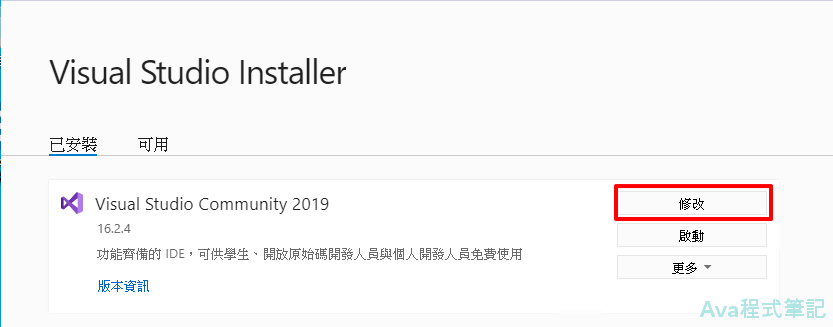 Visual Studio Installer
已安裝 可用
Visual Studio Community 2019
修改
16.2.4
啟動
功能齊備的 IDE，可供學生、開放原始碼開發人員與個人開發人員免費使用
更多
版本資訊
Ava程式筆記